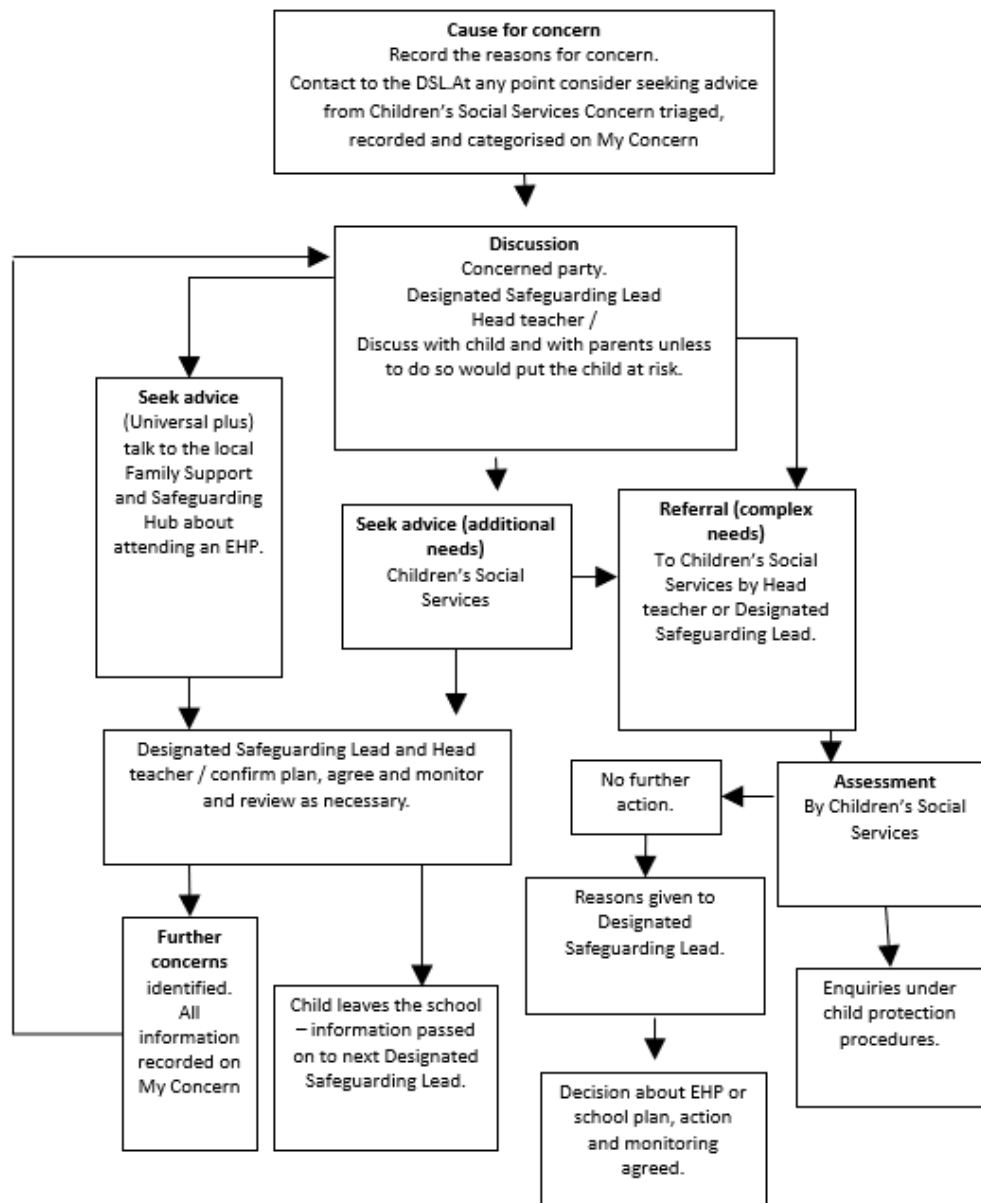 Cause for concern
Record the reasons for concern.
Contact to the DSL.At any point consider seeking advice
from Children's Social Services Concern triaged,
recorded and categorised on My Concern
Discussion
Concerned party.
Designated Safeguarding Lead
Head teacher /
Discuss with child and with parents unless
to do so would put the child at risk.
Seek advice
(Universal plus)
talk to the local
Family Support
and Safeguarding
Hub about
attending an EHP.
Seek advice (additional
needs)
Children's Social
Services
Referral (complex
needs)
To Children's Social
Services by Head
teacher or Designated
Safeguarding Lead.
Designated Safeguarding Lead and Head
teacher / confirm plan, agree and monitor
and review as necessary.
No further
action.
Assessment
By Children's Social
Services
Reasons given to
Designated
Safeguarding Lead.
Further
concerns
identified.
All
information
recorded on
My Concern
Child leaves the school
– information passed
on to next Designated
Safeguarding Lead.
Enquiries under
child protection
procedures.
Decision about EHP or
school plan, action
and monitoring
agreed.